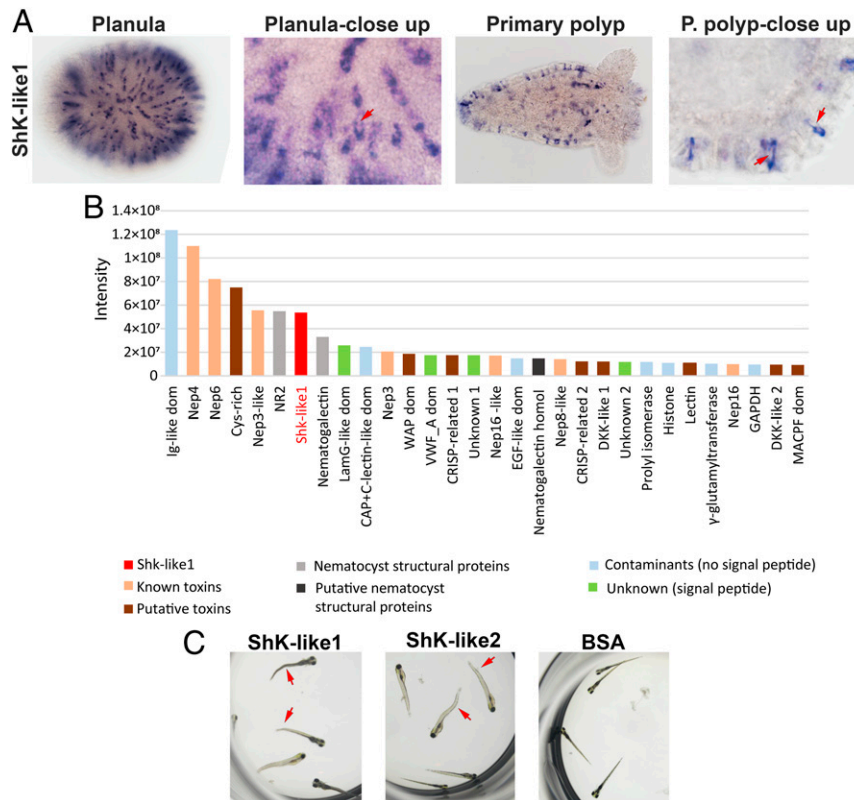 A
Planula
Planula-close up
Primary polyp
P. polyp-close up
ShK-like1
B
Intensity
1.4×10⁸
1.2×10⁸
1×10⁸
8×10⁷
6×10⁷
4×10⁷
2×10⁷
0
Ig-like dom
Nep4
Nep6
Cys-rich
Nep3-like
NR2
Shk-like1
Nematogalectin
LamG-like dom
CAP+C-lectin-like dom
Nep3
WAP dom
VWF_A dom
CRISP-related 1
Unknown 1
Nep16 -like
EGF-like dom
Nematogalectin homol
Nep8-like
CRISP-related 2
DKK-like 1
Unknown 2
Prolyl isomerase
Histone
Lectin
γ-glutamyltransferase
Nep16
GAPDH
DKK-like 2
MACPF dom
Shk-like1
Known toxins
Putative toxins
Nematocyst structural proteins
Putative nematocyst
structural proteins
Contaminants (no signal peptide)
Unknown (signal peptide)
C
ShK-like1
ShK-like2
BSA